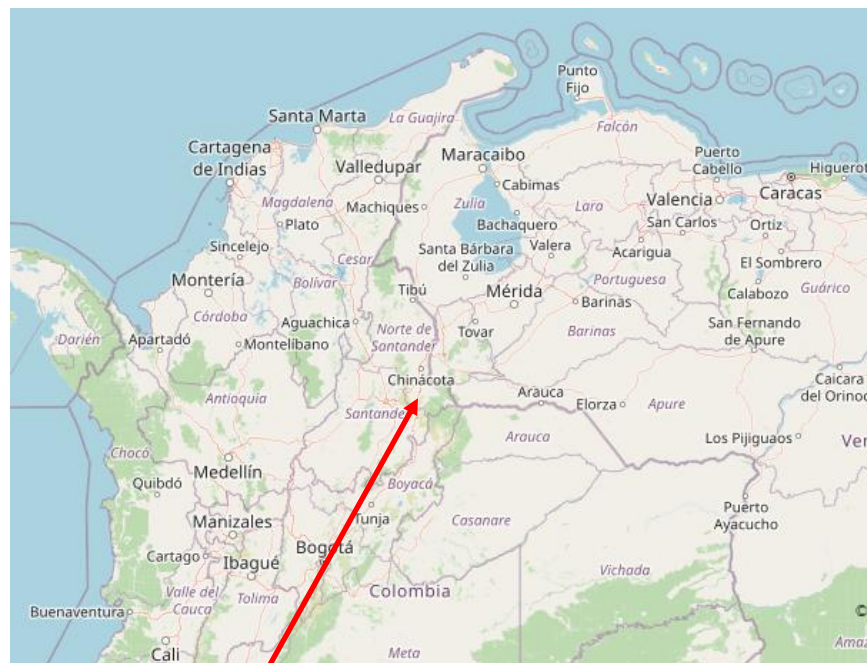 Punto
Fijo
Santa Marta
La Guajira
Falcón
Cartagena
de Indias
Valledupar
Maracaibo
Puerto
Cabello
Higuerot
Cabimas
Caracas
Magdalena
Machiques
Zulia
Lara
Valencia
Plato
Bachaquero
San Carlos
Ortiz
Sincelejo
Cesar
Santa Bárbara
del Zulia
Valera
Acarigua
El Sombrero
Montería
Bolívar
Tibú
Mérida
Portuguesa
Calabozo
Guárico
Barinas
Córdoba
Aguachica
Norte de
Santander
Tovar
Barinas
San Fernando
de Apure
Darién
Apartadó
Montelíbano
Chinácota
Caicara
del Orinoc
Arauca
Elorza
Apure
Antioquia
Santander
Arauca
Los Pijiguaos
Ven
Chocó
Medellín
Boyacá
Quibdó
Puerto
Ayacucho
Manizales
Tunja
Casanare
Cartago
Ibagué
Bogotá
Vichada
Buenaventura
Valle del
Cauca
Tolima
Colombia
©
Cali
Meta
Amaz